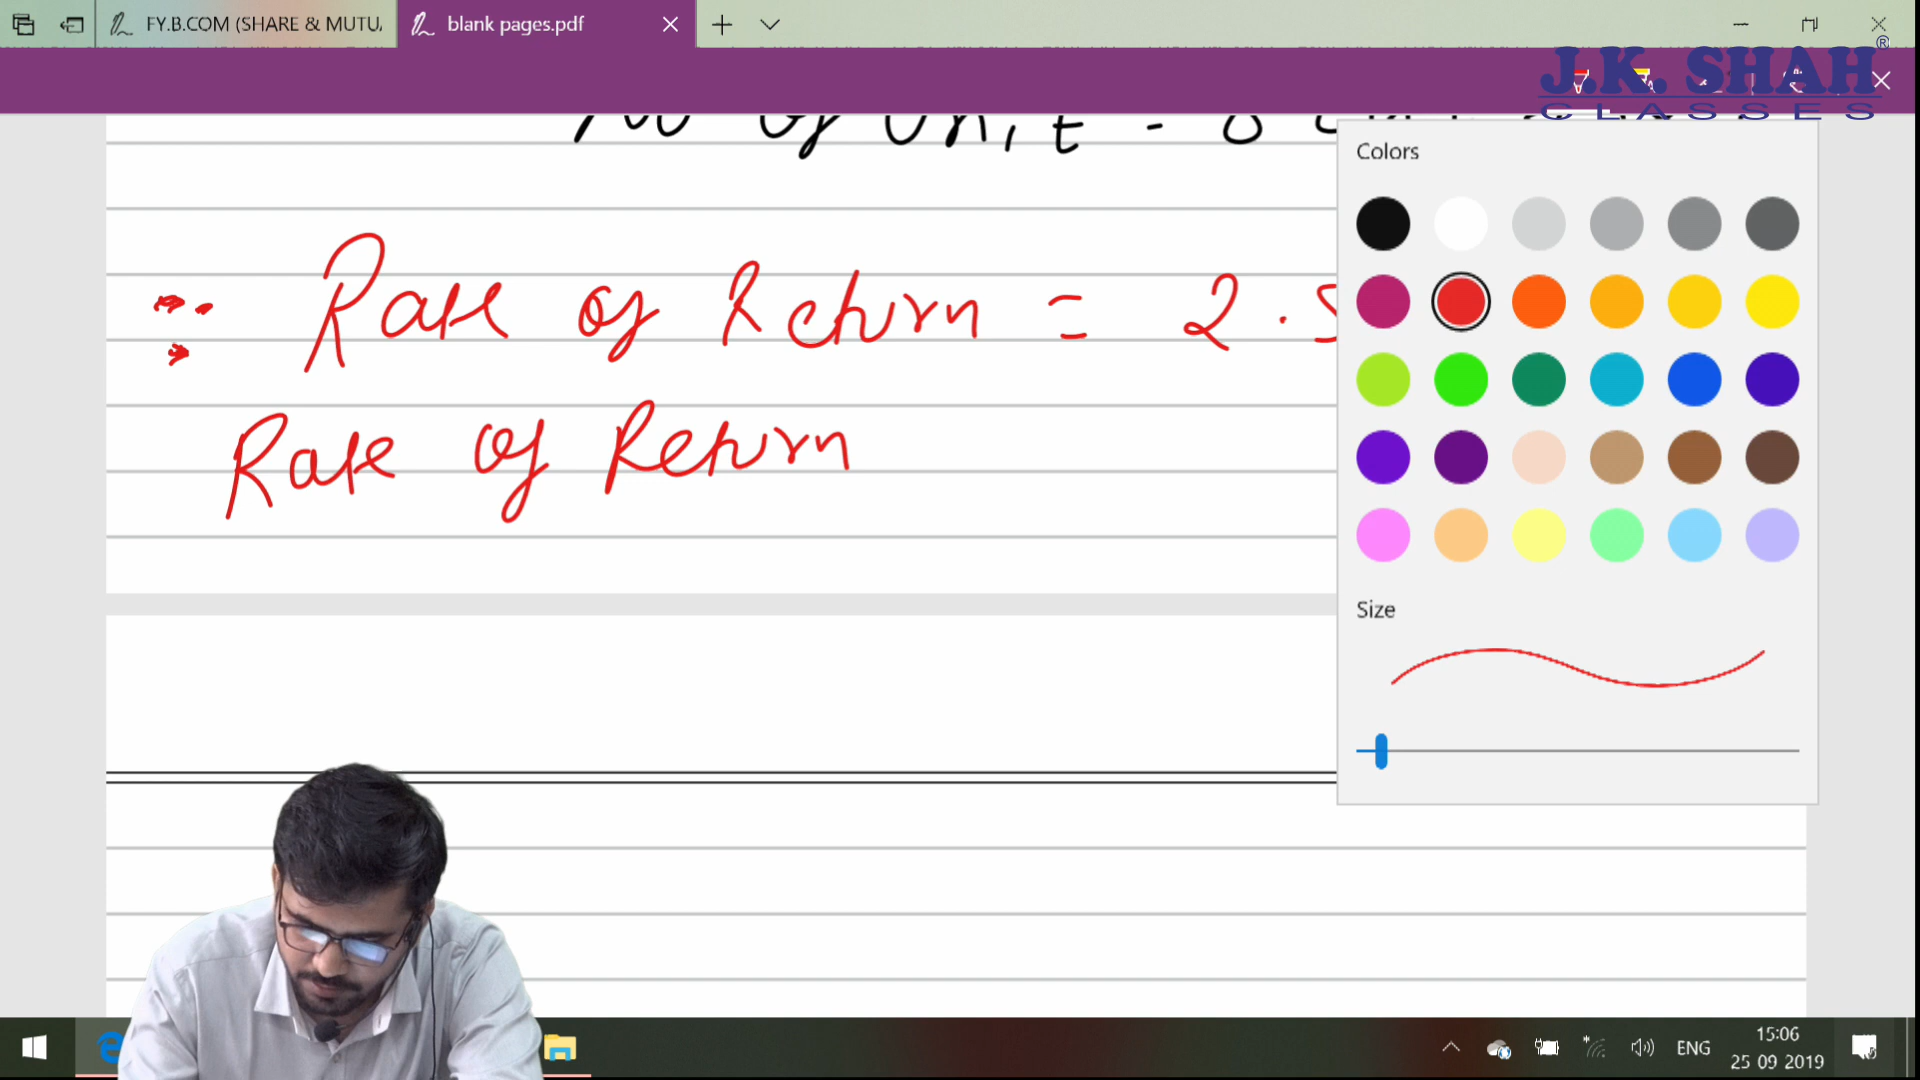 FY.B.COM (SHARE & MUTU
blank pages.pdf
J.K. SHAH®
CLASSES
No of Unit
Rate of Return = 2.5
Rate of Return
Colors
Size
ENG
15:06
25 09 2019